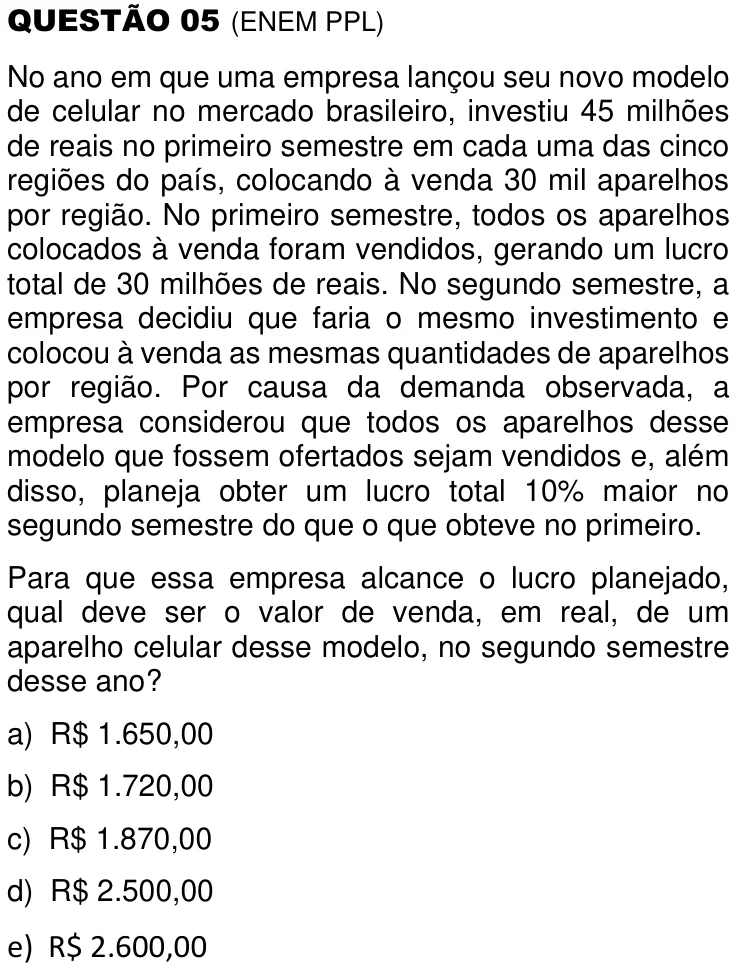 QUESTÃO 05 (ENEM PPL)
No ano em que uma empresa lançou seu novo modelo
de celular no mercado brasileiro, investiu 45 milhões
de reais no primeiro semestre em cada uma das cinco
regiões do país, colocando à venda 30 mil aparelhos
por região. No primeiro semestre, todos os aparelhos
colocados à venda foram vendidos, gerando um lucro
total de 30 milhões de reais. No segundo semestre, a
empresa decidiu que faria o mesmo investimento e
colocou à venda as mesmas quantidades de aparelhos
por região. Por causa da demanda observada, a
empresa considerou que todos os aparelhos desse
modelo que fossem ofertados sejam vendidos e, além
disso, planeja obter um lucro total 10% maior no
segundo semestre do que o que obteve no primeiro.
Para que essa empresa alcance o lucro planejado,
qual deve ser o valor de venda, em real, de um
aparelho celular desse modelo, no segundo semestre
desse ano?
a) R$ 1.650,00
b) R$ 1.720,00
c) R$ 1.870,00
d) R$ 2.500,00
e) R$ 2.600,00